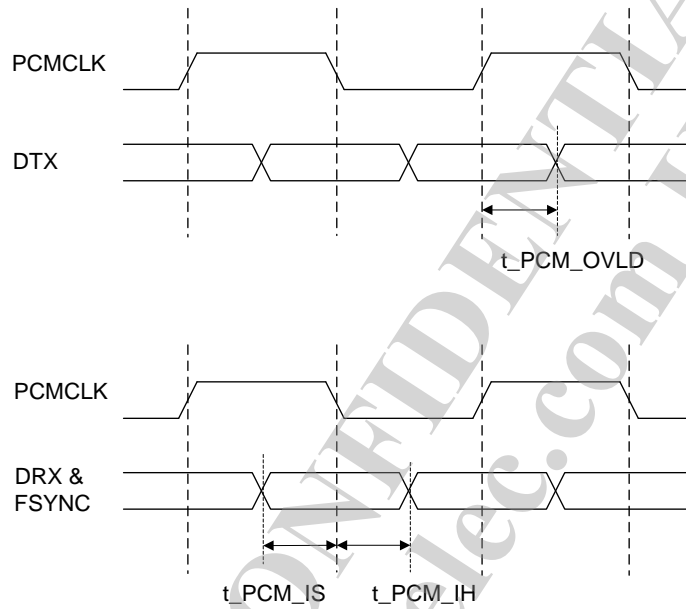 PCMCLK
DTX
t_PCM_OVLD
PCMCLK
DRX &
FSYNC
t_PCM_IS
t_PCM_IH